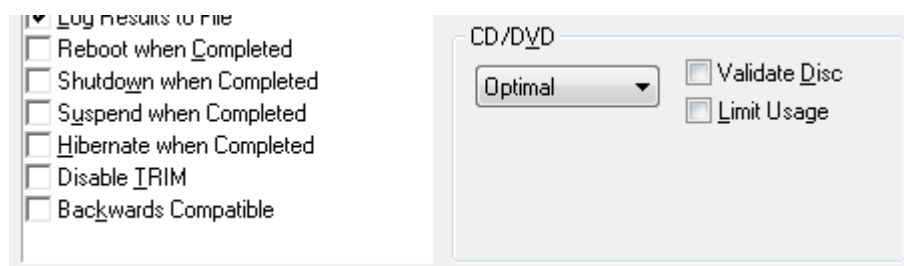 Log Results to File
Reboot when Completed
Shutdown when Completed
Suspend when Completed
Hibernate when Completed
Disable TRIM
Backwards Compatible
CD/DVD
Optimal
Validate Disc
Limit Usage